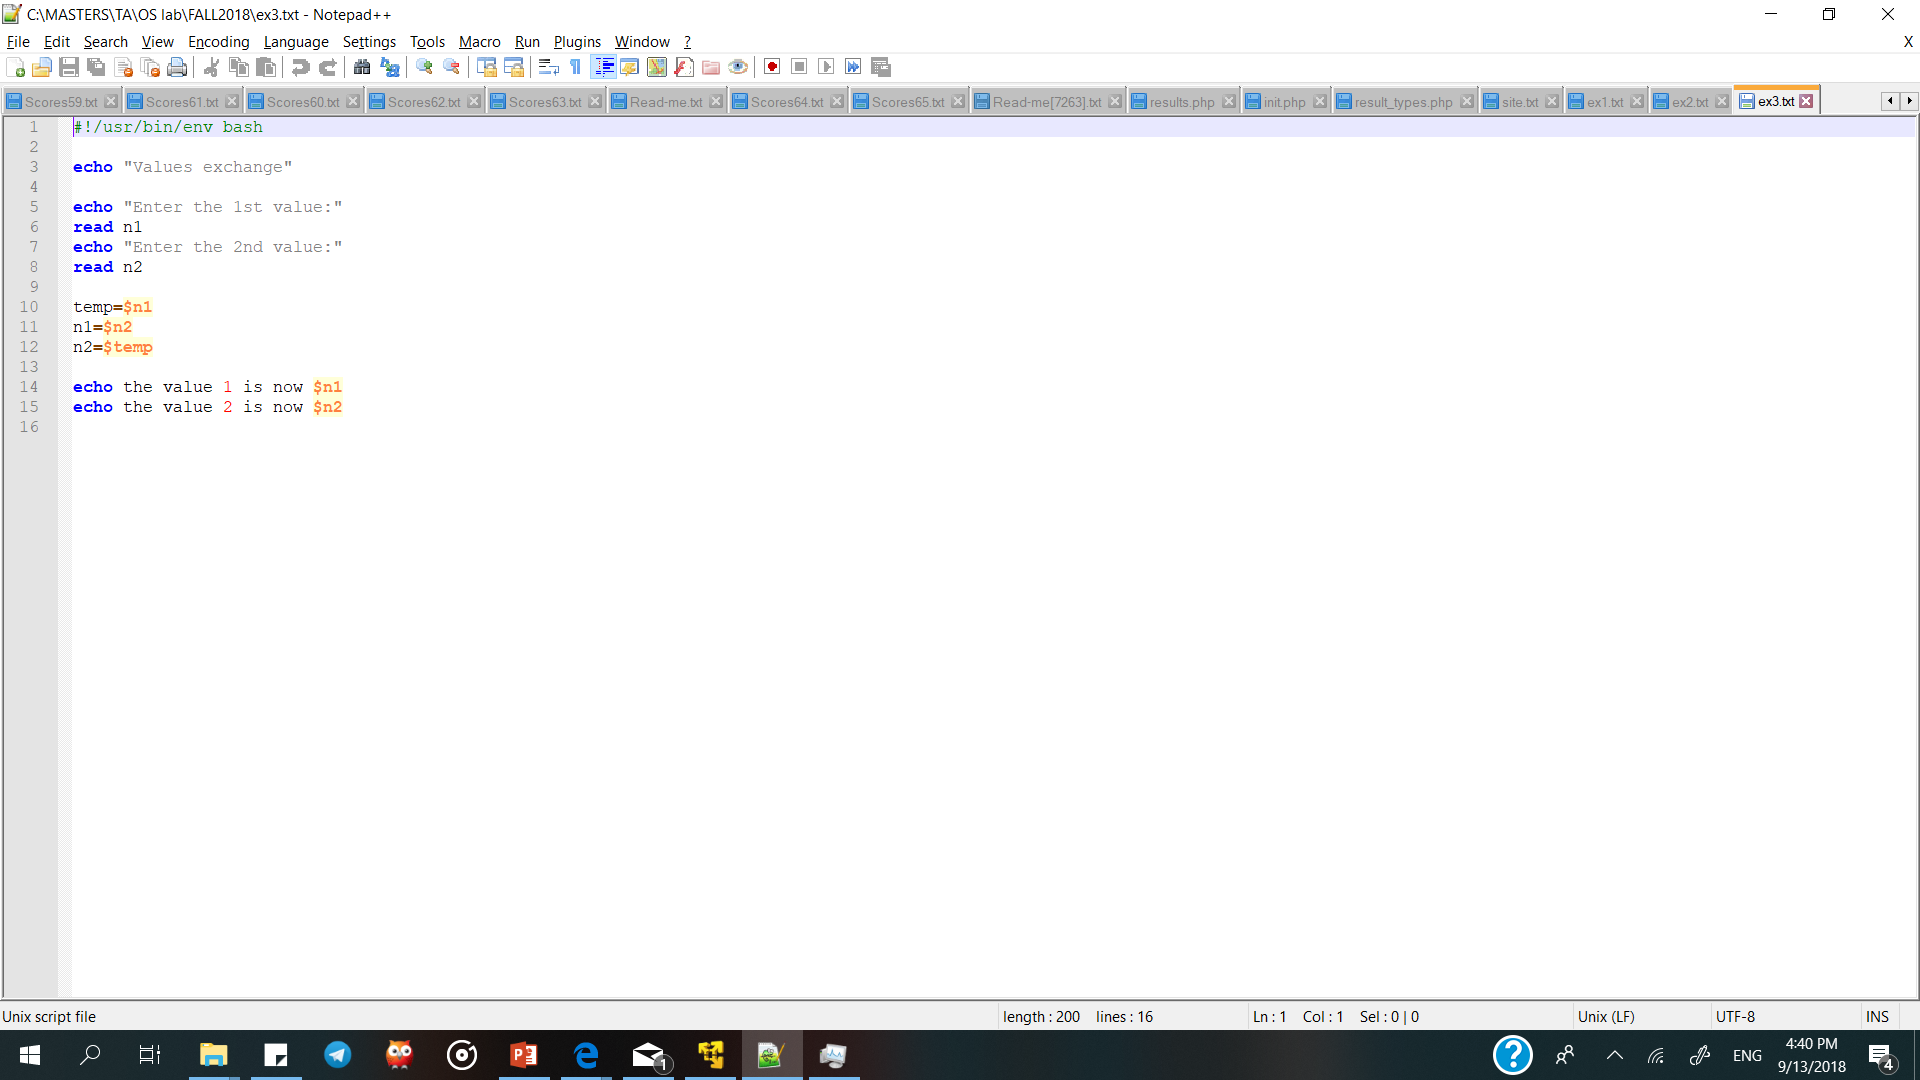 C:\MASTERS\TA\OS lab\FALL2018\ex3.txt - Notepad++
File Edit Search View Encoding Language Settings Tools Macro Run Plugins Window ? X
Scores59.txt Scores61.txt Scores60.txt Scores62.txt Scores63.txt Read-me.txt Scores64.txt Scores65.txt Read-me[7263].txt results.php init.php result_types.php site.txt ex1.txt ex2.txt ex3.txt
1 #!/usr/bin/env bash
2
3 echo "Values exchange"
4
5 echo "Enter the 1st value:"
6 read n1
7 echo "Enter the 2nd value:"
8 read n2
9
10 temp=$n1
11 n1=$n2
12 n2=$temp
13
14 echo the value 1 is now $n1
15 echo the value 2 is now $n2
16
Unix script file length : 200 lines : 16 Ln : 1 Col : 1 Sel : 0 | 0 Unix (LF) UTF-8 INS
1 ? ENG 4:40 PM 4
9/13/2018